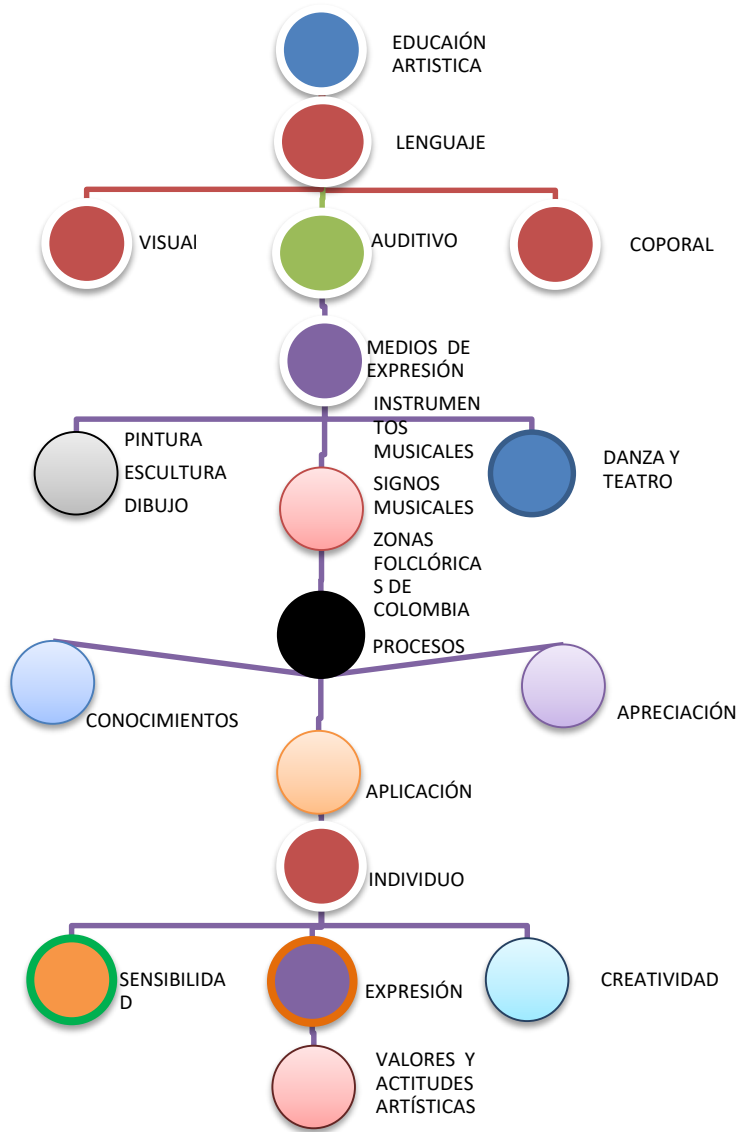 EDUCAIÓN
ARTISTICA
LENGUAJE
VISUAl
AUDITIVO
COPORAL
MEDIOS DE
EXPRESIÓN
PINTURA
ESCULTURA
DIBUJO
INSTRUMEN
TOS
MUSICALES
SIGNOS
MUSICALES
ZONAS
FOLCLÓRICA
S DE
COLOMBIA
DANZA Y
TEATRO
PROCESOS
CONOCIMIENTOS
APRECIACIÓN
APLICACIÓN
INDIVIDUO
SENSIBILIDA
D
EXPRESIÓN
CREATIVIDAD
VALORES Y
ACTITUDES
ARTÍSTICAS